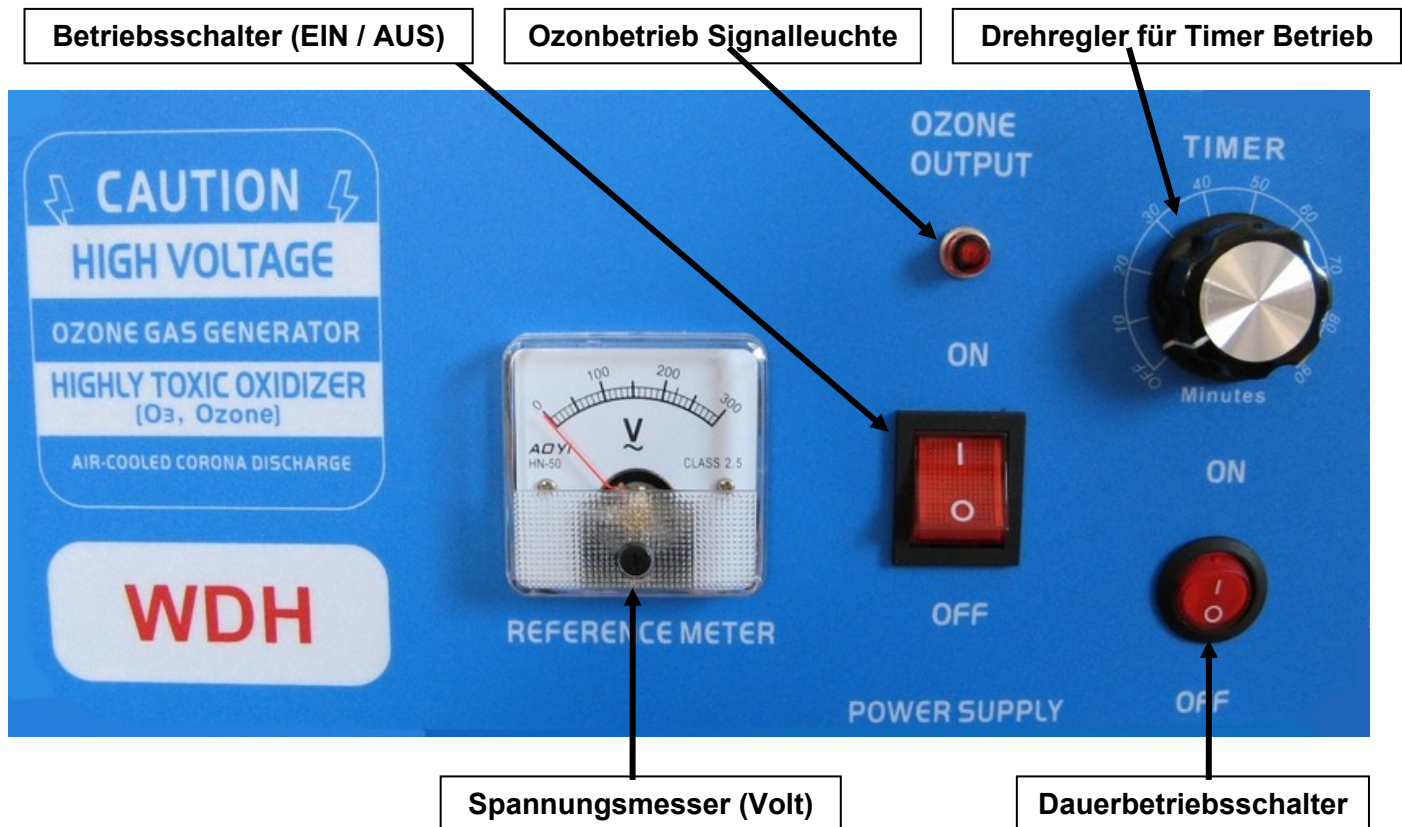 Betriebsschalter (EIN / AUS)
Ozonbetrieb Signalleuchte
Drehregler für Timer Betrieb
CAUTION
HIGH VOLTAGE
OZONE GAS GENERATOR
HIGHLY TOXIC OXIDIZER
(O3, Ozone)
AIR-COOLED CORONA DISCHARGE
WDH
0
100
200
300
V
~
AOYI
HN-50
CLASS 2.5
REFERENCE METER
OZONE
OUTPUT
ON
I
O
OFF
POWER SUPPLY
TIMER
OFF
10
20
30
40
50
60
70
80
90
Minutes
ON
I
O
OFF
Spannungsmesser (Volt)
Dauerbetriebsschalter